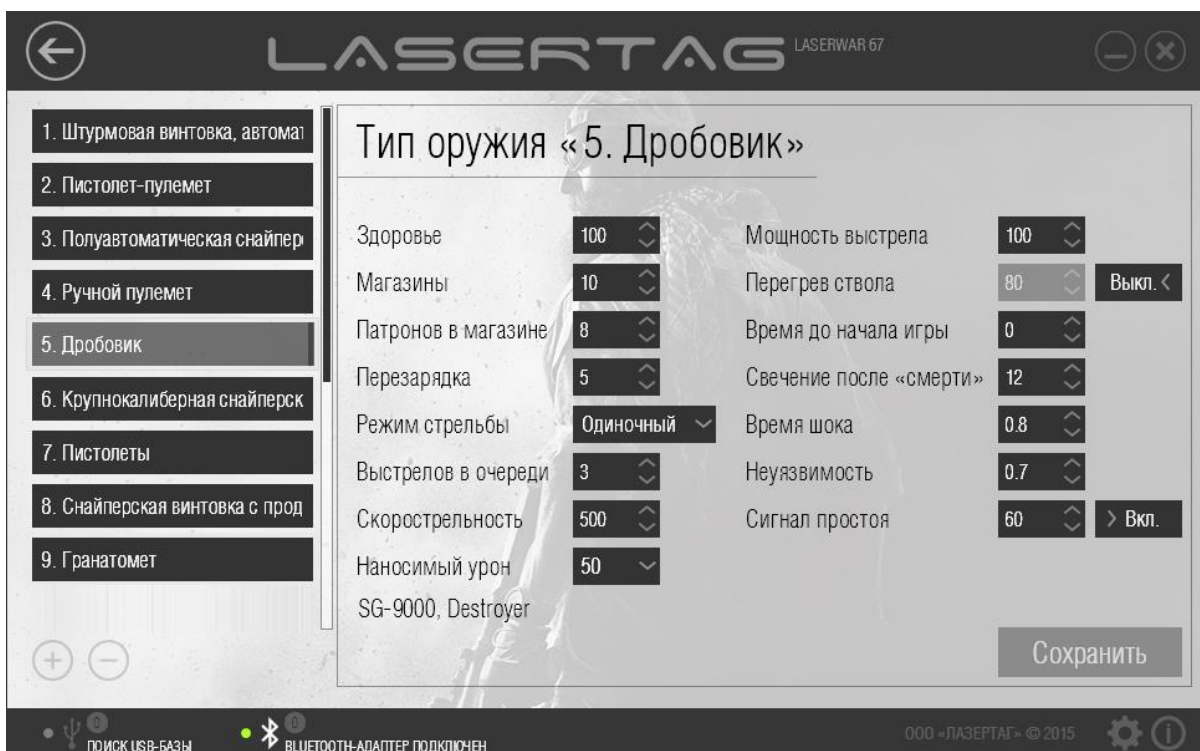 LASERTAG LASERWAR 67
1. Штурмовая винтовка, автомат
2. Пистолет-пулемет
3. Полуавтоматическая снайпер
4. Ручной пулемет
5. Дробовик
6. Крупнокалиберная снайперск
7. Пистолеты
8. Снайперская винтовка с прод
9. Гранатомет
Тип оружия «5. Дробовик»
Здоровье 100
Магазины 10
Патронов в магазине 8
Перезарядка 5
Режим стрельбы Одиночный
Выстрелов в очереди 3
Скорострельность 500
Наносимый урон 50
SG-9000, Destroyer
Мощность выстрела 100
Перегрев ствола 80 Выкл.
Время до начала игры 0
Свечение после «смерти» 12
Время шока 0.8
Неуязвимость 0.7
Сигнал простоя 60 Вкл.
Сохранить
0 ПОИСК USB-БАЗЫ
0 BLUETOOTH-АДАПТЕР ПОДКЛЮЧЕН
ООО «ЛАЗЕРТАГ» © 2015